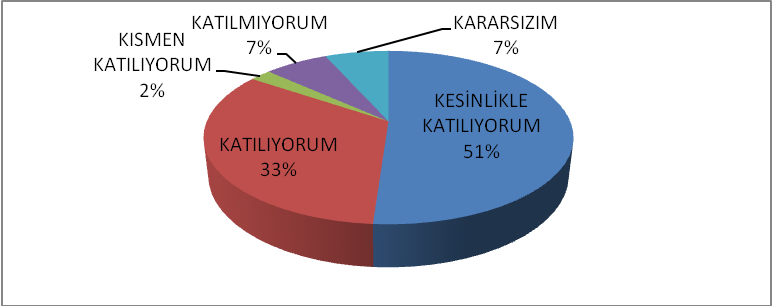 KATILMIYORUM
7%
KARARSIZIM
7%
KISMEN
KATILIYORUM
2%
KESİNLİKLE
KATILIYORUM
51%
KATILIYORUM
33%